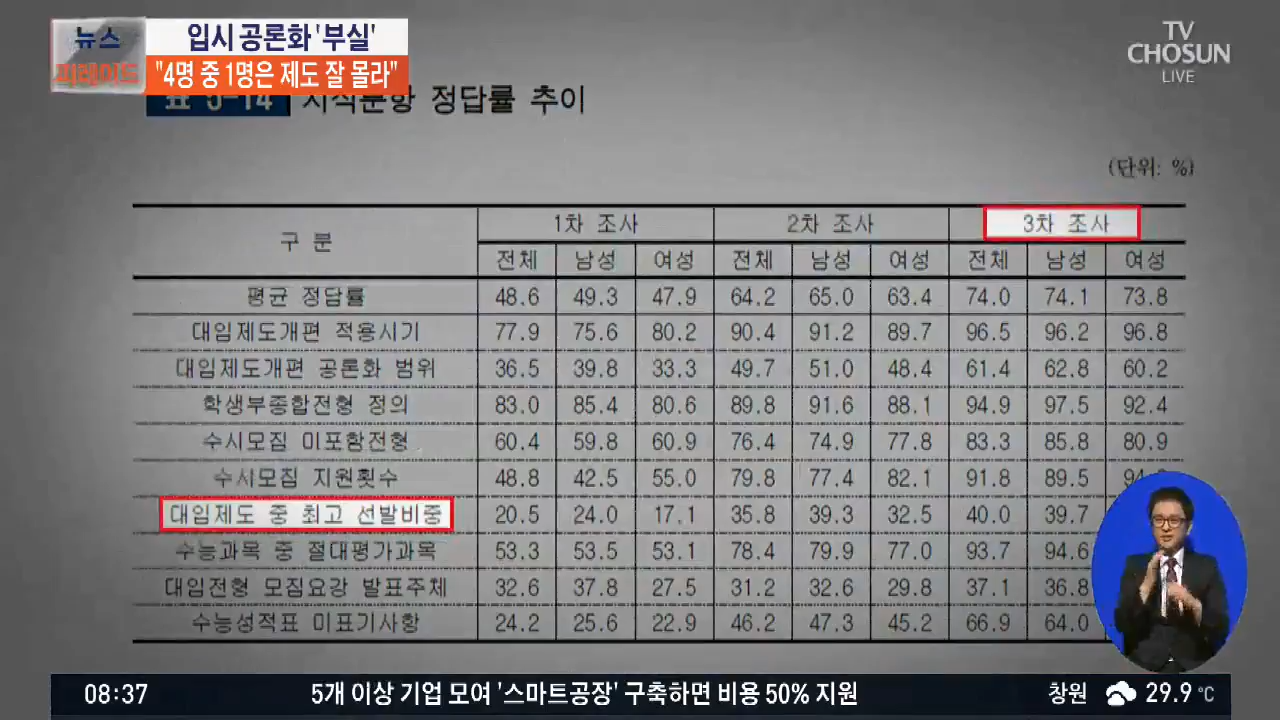 뉴스
퍼레이드
입시 공론화 '부실'
"4명 중 1명은 제도 잘 몰라"
TV
CHOSUN
LIVE
표 5-14 지식문항 정답률 추이
(단위: %)
구 분 1차 조사 2차 조사 3차 조사
전체 남성 여성 전체 남성 여성 전체 남성 여성
평균 정답률 48.6 49.3 47.9 64.2 65.0 63.4 74.0 74.1 73.8
대입제도개편 적용시기 77.9 75.6 80.2 90.4 91.2 89.7 96.5 96.2 96.8
대입제도개편 공론화 범위 36.5 39.8 33.3 49.7 51.0 48.4 61.4 62.8 60.2
학생부종합전형 정의 83.0 85.4 80.6 89.8 91.6 88.1 94.9 97.5 92.4
수시모집 미포함전형 60.4 59.8 60.9 76.4 74.9 77.8 83.3 85.8 80.9
수시모집 지원횟수 48.8 42.5 55.0 79.8 77.4 82.1 91.8 89.5
대입제도 중 최고 선발비중 20.5 24.0 17.1 35.8 39.3 32.5 40.0 39.7
수능과목 중 절대평가과목 53.3 53.5 53.1 78.4 79.9 77.0 93.7 94.6
대입전형 모집요강 발표주체 32.6 37.8 27.5 31.2 32.6 29.8 37.1 36.8
수능성적표 미표기사항 24.2 25.6 22.9 46.2 47.3 45.2 66.9 64.0
08:37 5개 이상 기업 모여 '스마트공장' 구축하면 비용 50% 지원 창원 29.9 ℃